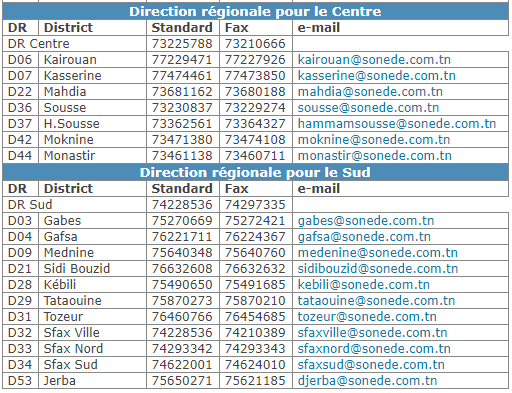 Direction régionale pour le Centre
DR District Standard Fax e-mail
DR Centre 73225788 73210666
D06 Kairouan 77229471 77227926 kairouan@sonede.com.tn
D07 Kasserine 77474461 77473850 kasserine@sonede.com.tn
D22 Mahdia 73681162 73680188 mahdia@sonede.com.tn
D36 Sousse 73230837 73229274 sousse@sonede.com.tn
D37 H.Sousse 73362561 73364327 hammamsousse@sonede.com.tn
D42 Moknine 73471380 73474108 moknine@sonede.com.tn
D44 Monastir 73461138 73460711 monastir@sonede.com.tn
Direction régionale pour le Sud
DR District Standard Fax e-mail
DR Sud 74228536 74297335
D03 Gabes 75270669 75272421 gabes@sonede.com.tn
D04 Gafsa 76221711 76224367 gafsa@sonede.com.tn
D09 Mednine 75640348 75640760 medenine@sonede.com.tn
D21 Sidi Bouzid 76632608 76632632 sidibouzid@sonede.com.tn
D28 Kébili 75490650 75491685 kebili@sonede.com.tn
D29 Tataouine 75870273 75870210 tataouine@sonede.com.tn
D31 Tozeur 76460766 76454685 tozeur@sonede.com.tn
D32 Sfax Ville 74228536 74210389 sfaxville@sonede.com.tn
D33 Sfax Nord 74293342 74293343 sfaxnord@sonede.com.tn
D34 Sfax Sud 74622001 74624010 sfaxsud@sonede.com.tn
D53 Jerba 75650271 75621185 djerba@sonede.com.tn